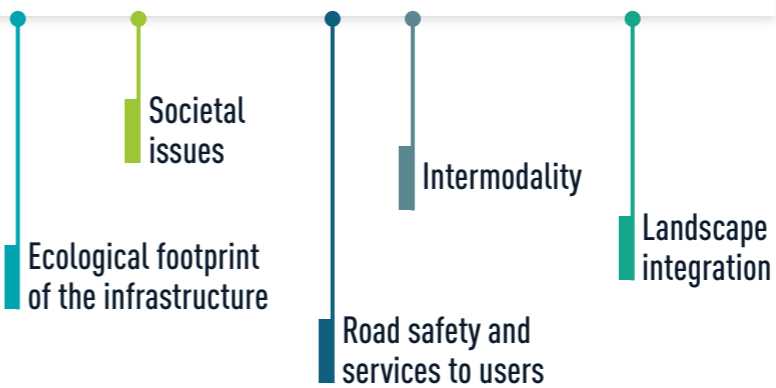 Societal
issues
Intermodality
Landscape
integration
Ecological footprint
of the infrastructure
Road safety and
services to users